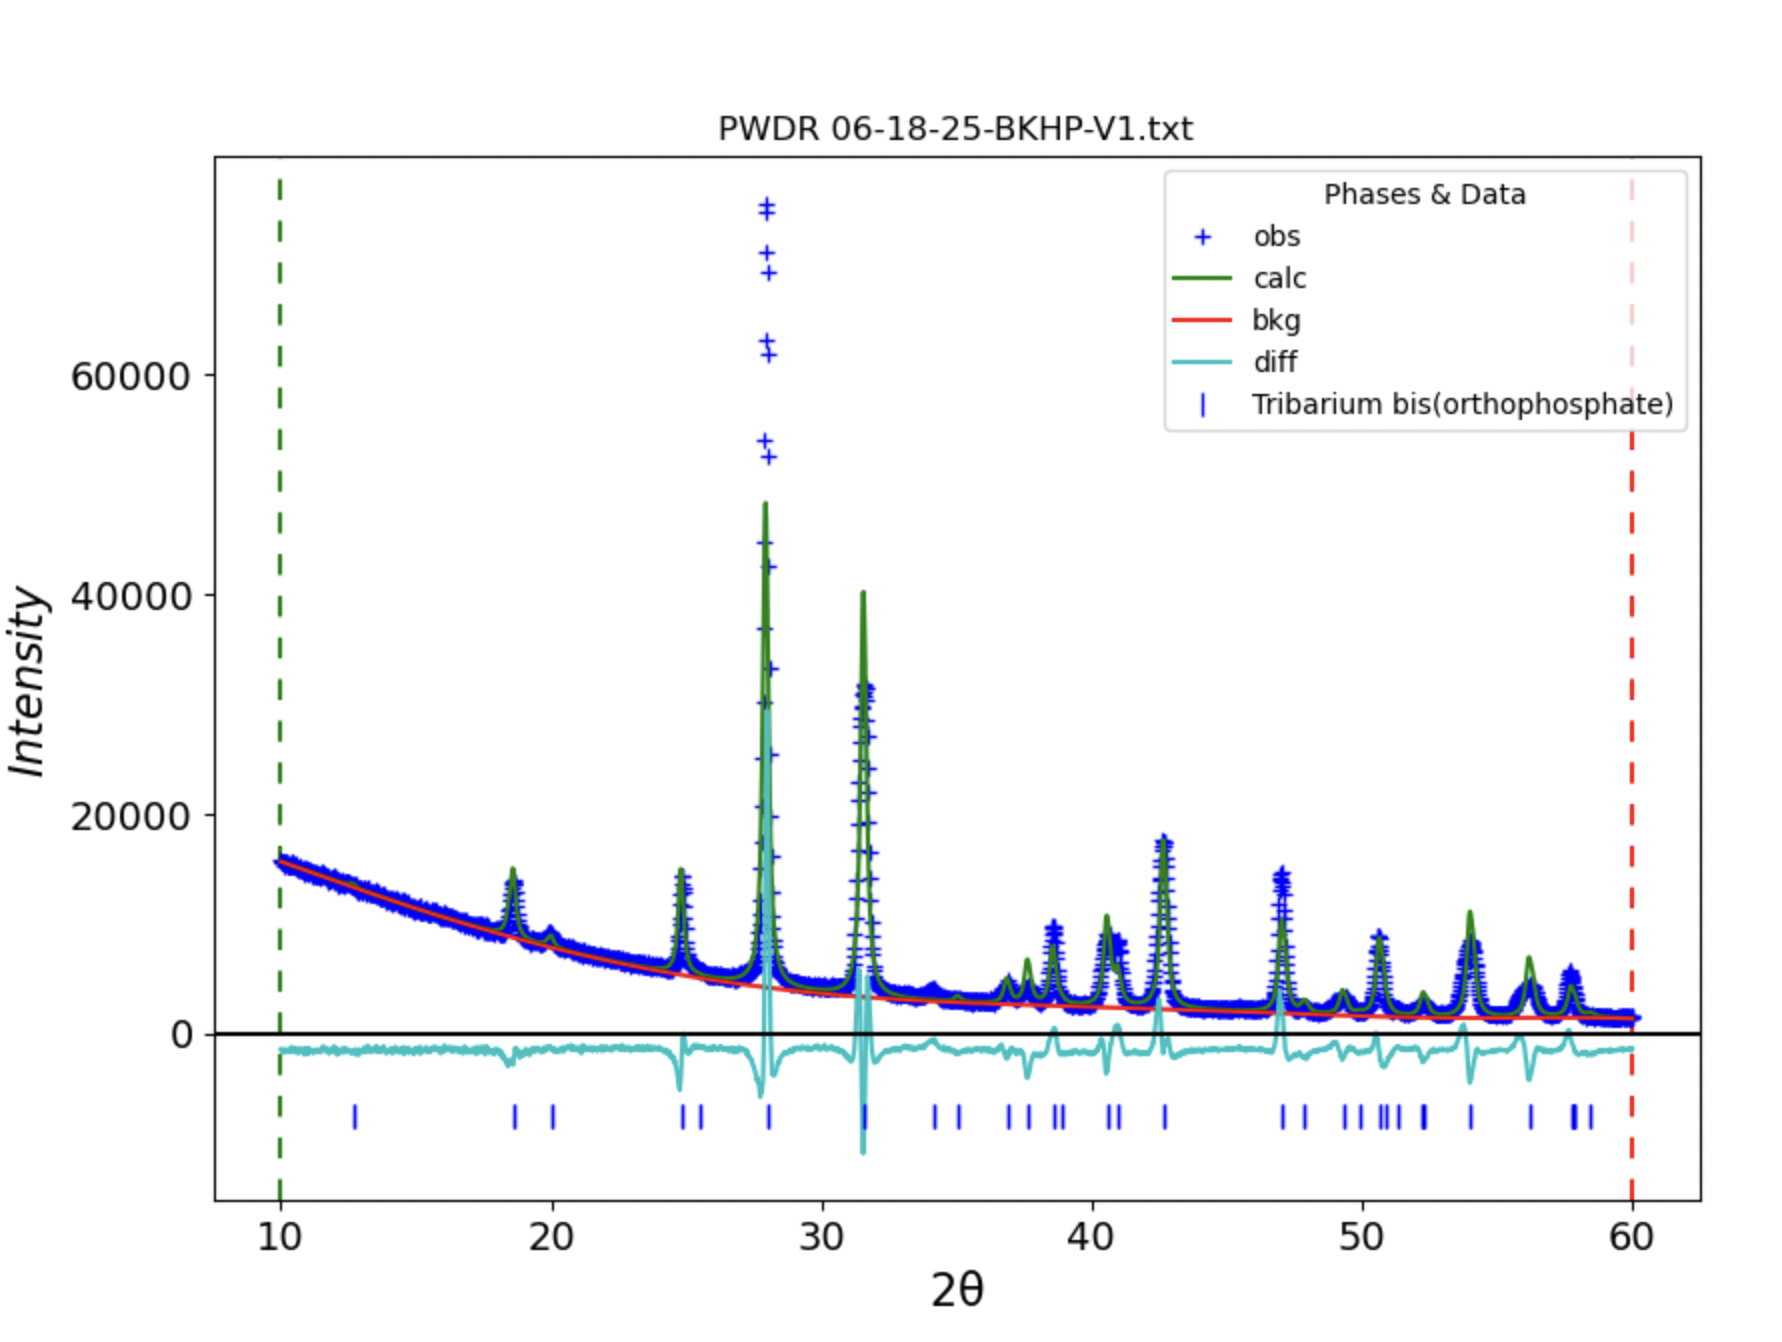 PWDR 06-18-25-BKHP-V1.txt
Phases & Data
obs
calc
bkg
diff
Tribarium bis(orthophosphate)
Intensity
60000
40000
20000
0
10 20 30 40 50 60
2θ